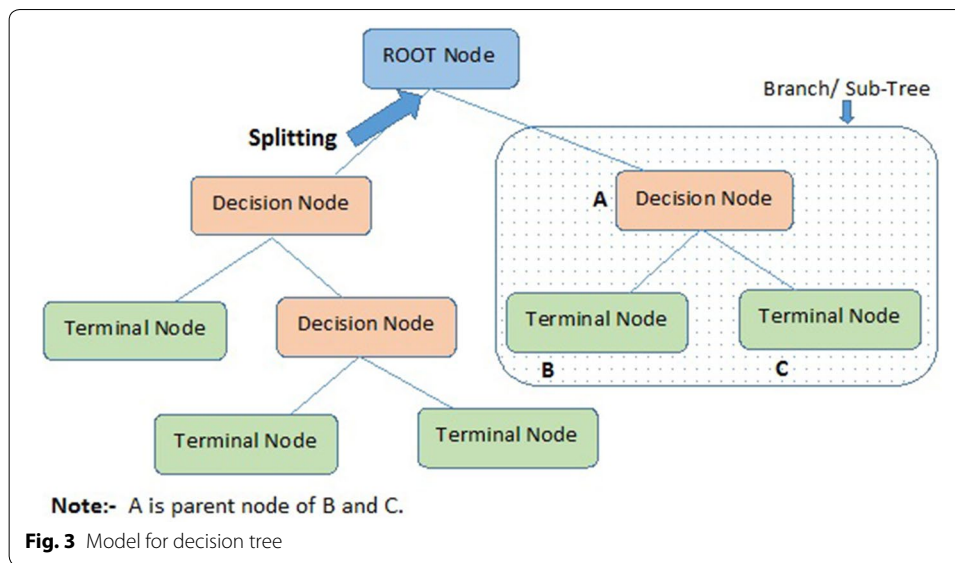 ROOT Node
Branch/ Sub-Tree
Splitting
Decision Node
A
Decision Node
Terminal Node
Decision Node
Terminal Node
Terminal Node
B
C
Terminal Node
Terminal Node
Note:- A is parent node of B and C.
Fig. 3 Model for decision tree